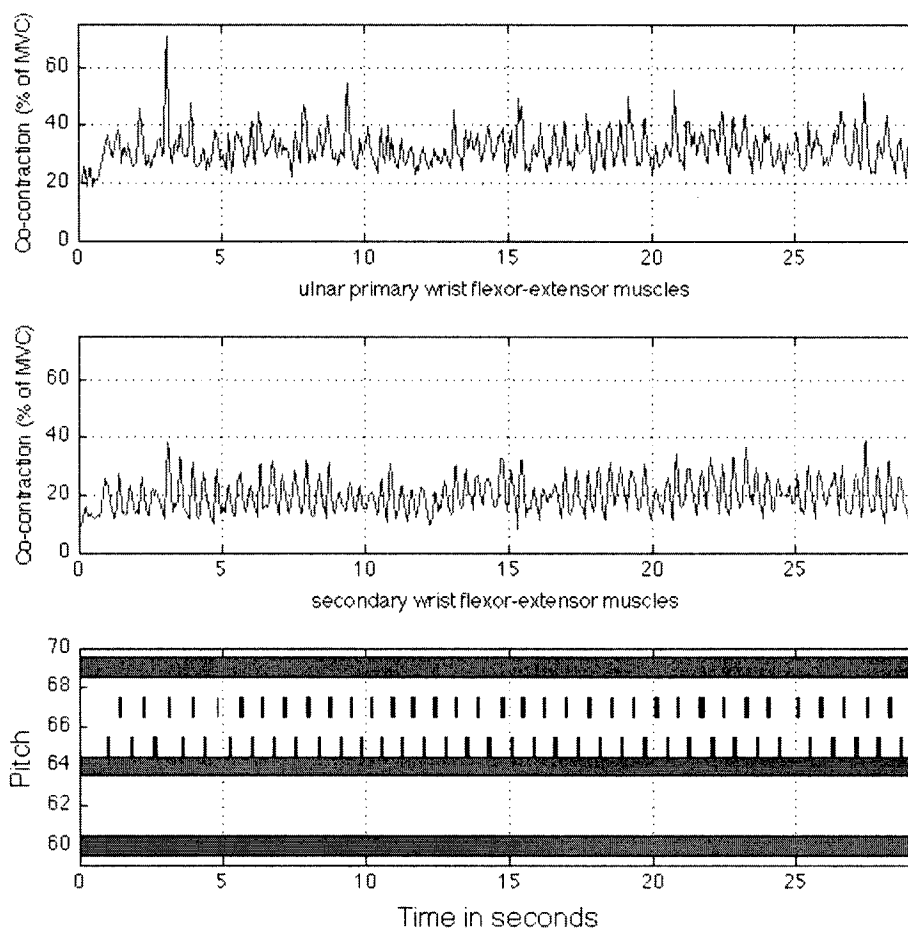 Co-contraction (% of MVC)
60
40
20
0
0 5 10 15 20 25
ulnar primary wrist flexor-extensor muscles
Co-contraction (% of MVC)
60
40
20
0
0 5 10 15 20 25
secondary wrist flexor-extensor muscles
Pitch
70
68
66
64
62
60
0 5 10 15 20 25
Time in seconds